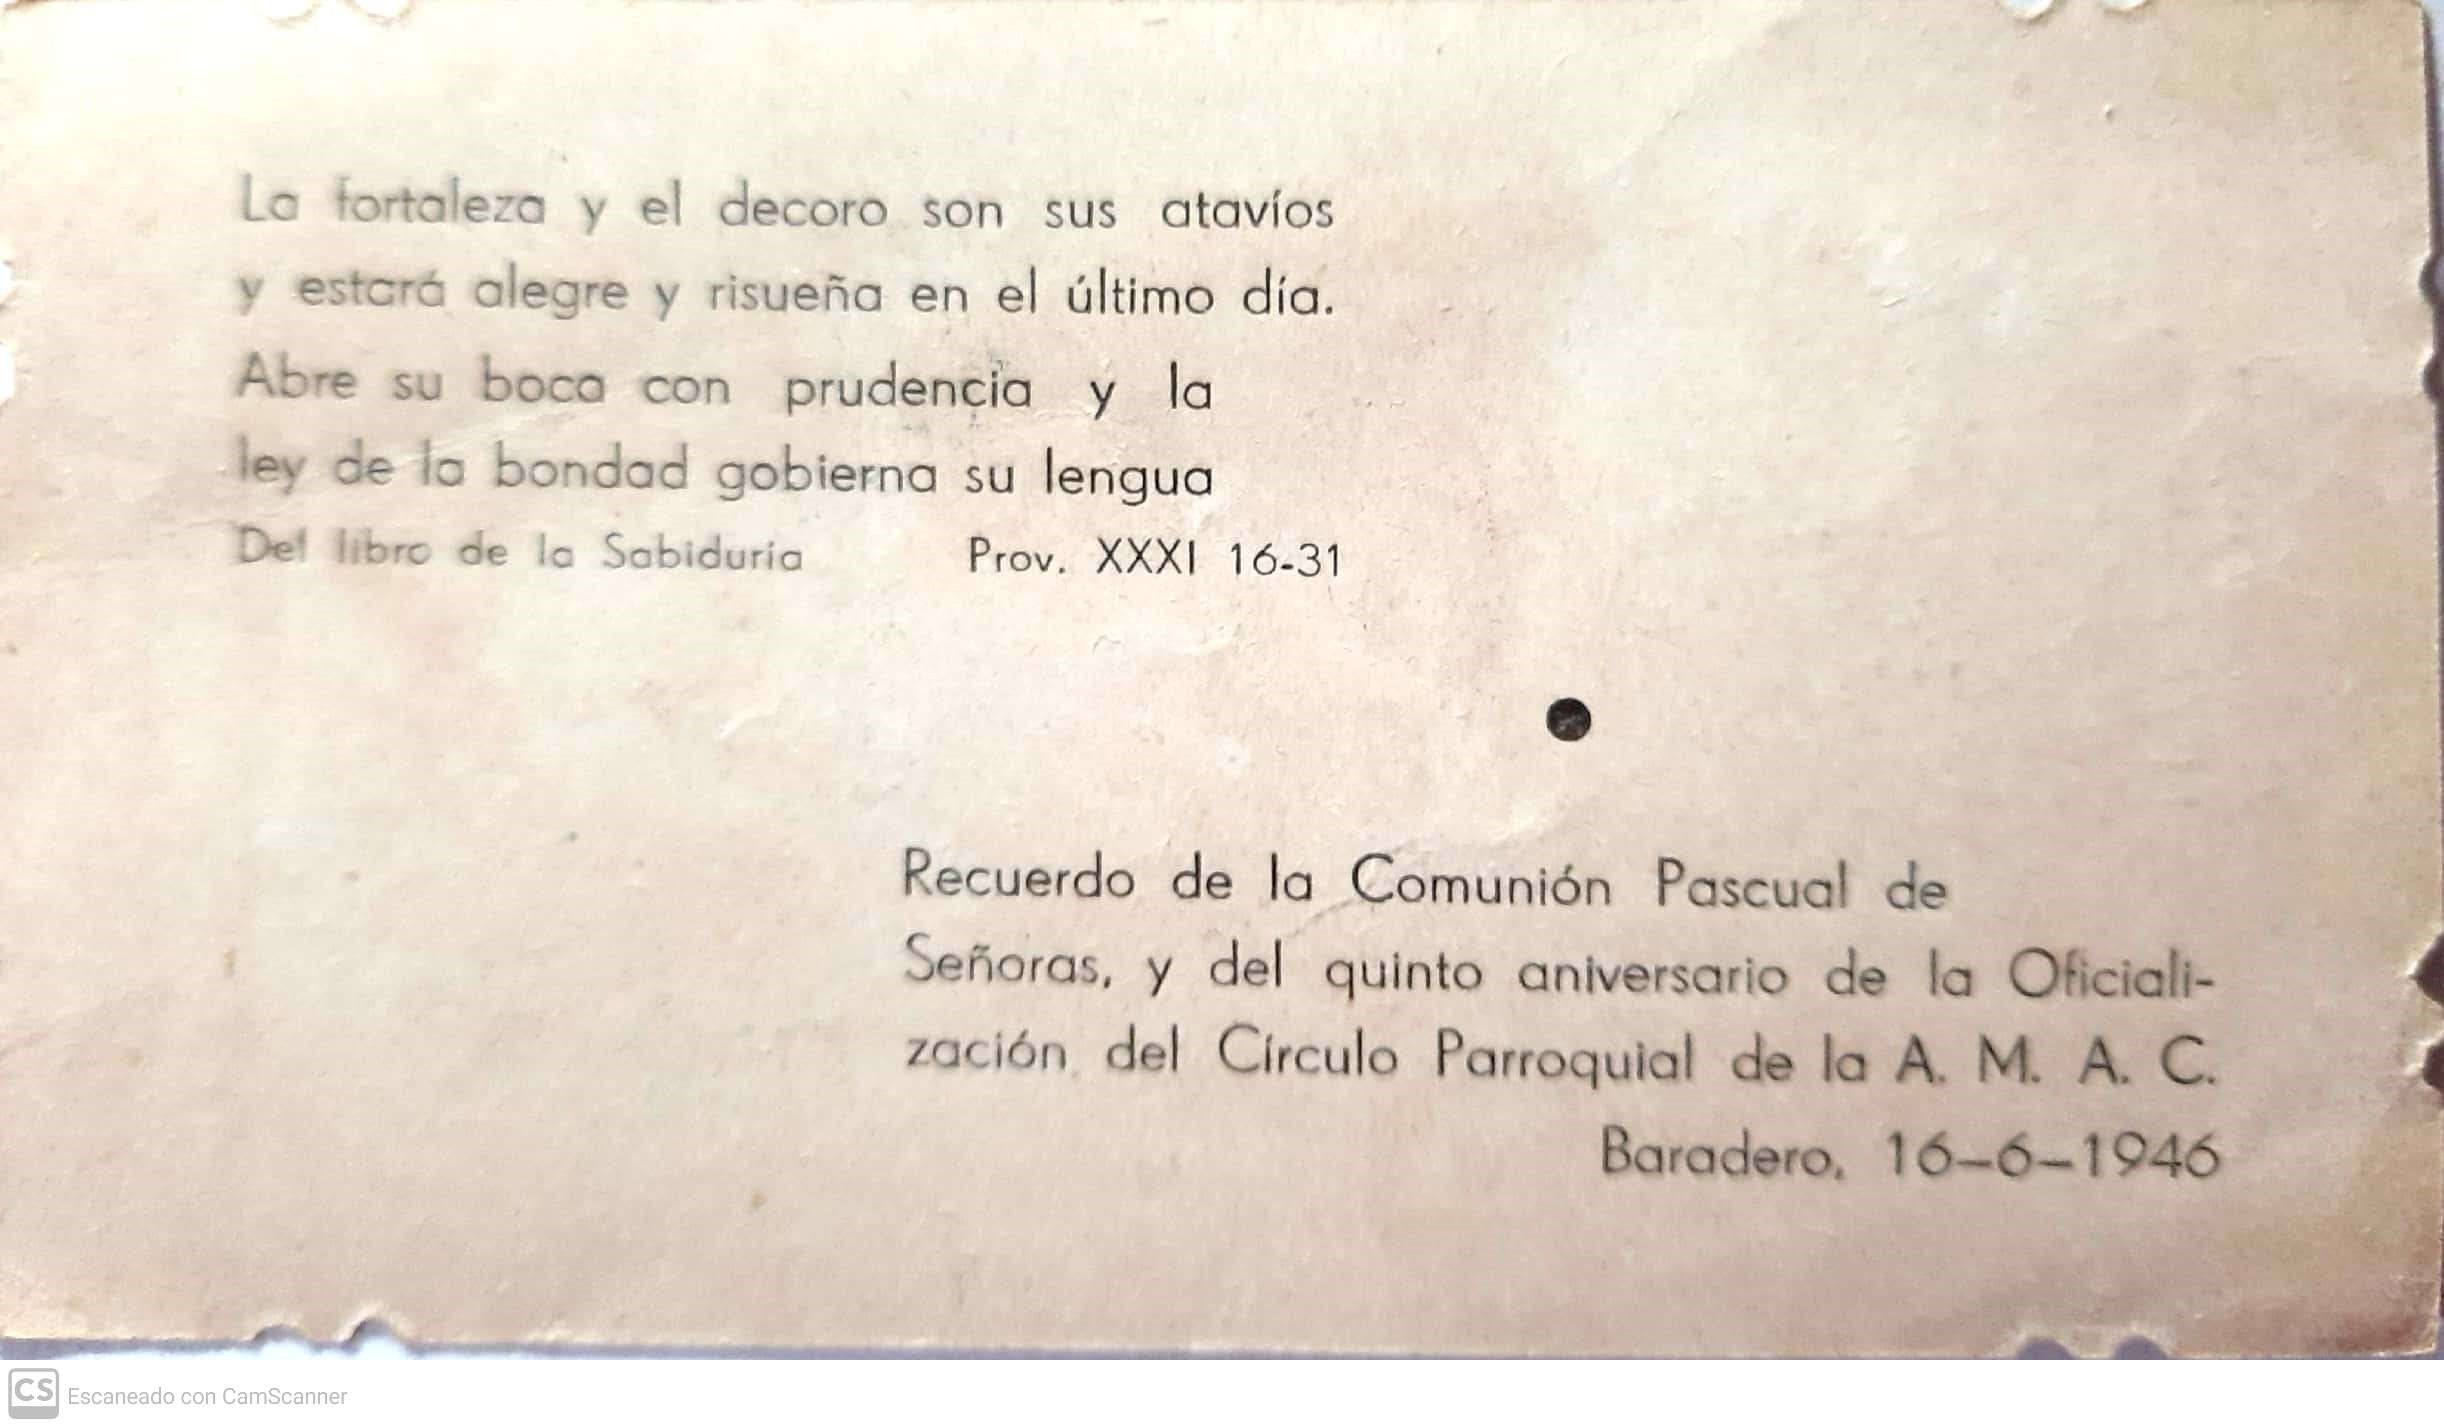 La fortaleza y el decoro son sus atavíos
y estará alegre y risueña en el último día.
Abre su boca con prudencia y la
ley de la bondad gobierna su lengua
Del libro de la Sabiduria Prov. XXXI 16-31
Recuerdo de la Comunión Pascual de
Señoras, y del quinto aniversario de la Oficiali-
zación del Círculo Parroquial de la A. M. A. C.
Baradero, 16-6-1946
CS Escaneado con CamScanner